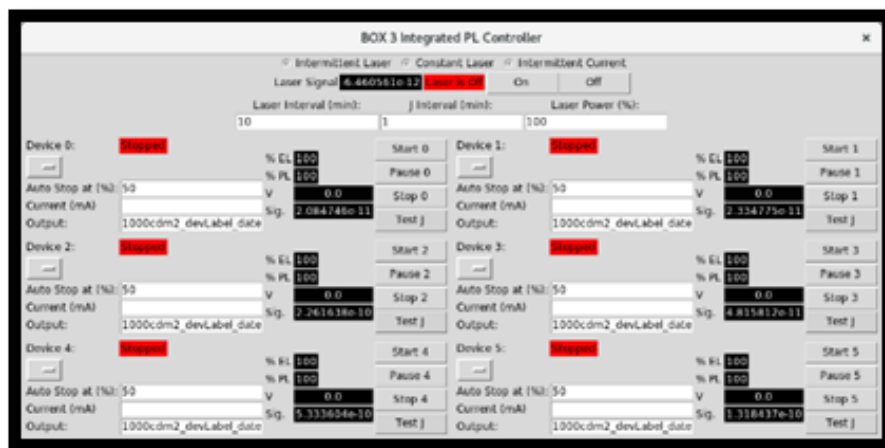 BOX 3 Integrated PL Controller ×
Intermittent Laser Constant Laser Intermittent Current
Laser Signal 6.460561e-12 Laser is Off On Off
Laser Interval (min): J Interval (min): Laser Power (%):
10 1 100
Device 0: Stopped Start 0 Device 1: Stopped Start 1
% EL 100 % EL 100
% PL 100 Pause 0 % PL 100 Pause 1
Auto Stop at (%): 50 V 0.0 Stop 0 Auto Stop at (%): 50 V 0.0 Stop 1
Current (mA) Sig. 2.084746e-11 Current (mA) Sig. 2.334775e-11
Output: 1000cdm2_devLabel_date Test J Output: 1000cdm2_devLabel_date Test J
Device 2: Stopped Start 2 Device 3: Stopped Start 3
% EL 100 % EL 100
% PL 100 Pause 2 % PL 100 Pause 3
Auto Stop at (%): 50 V 0.0 Stop 2 Auto Stop at (%): 50 V 0.0 Stop 3
Current (mA) Sig. 2.261638e-10 Current (mA) Sig. 4.815812e-11
Output: 1000cdm2_devLabel_date Test J Output: 1000cdm2_devLabel_date Test J
Device 4: Stopped Start 4 Device 5: Stopped Start 5
% EL 100 % EL 100
% PL 100 Pause 4 % PL 100 Pause 5
Auto Stop at (%): 50 V 0.0 Stop 4 Auto Stop at (%): 50 V 0.0 Stop 5
Current (mA) Sig. 5.333604e-10 Current (mA) Sig. 1.318437e-10
Output: 1000cdm2_devLabel_date Test J Output: 1000cdm2_devLabel_date Test J